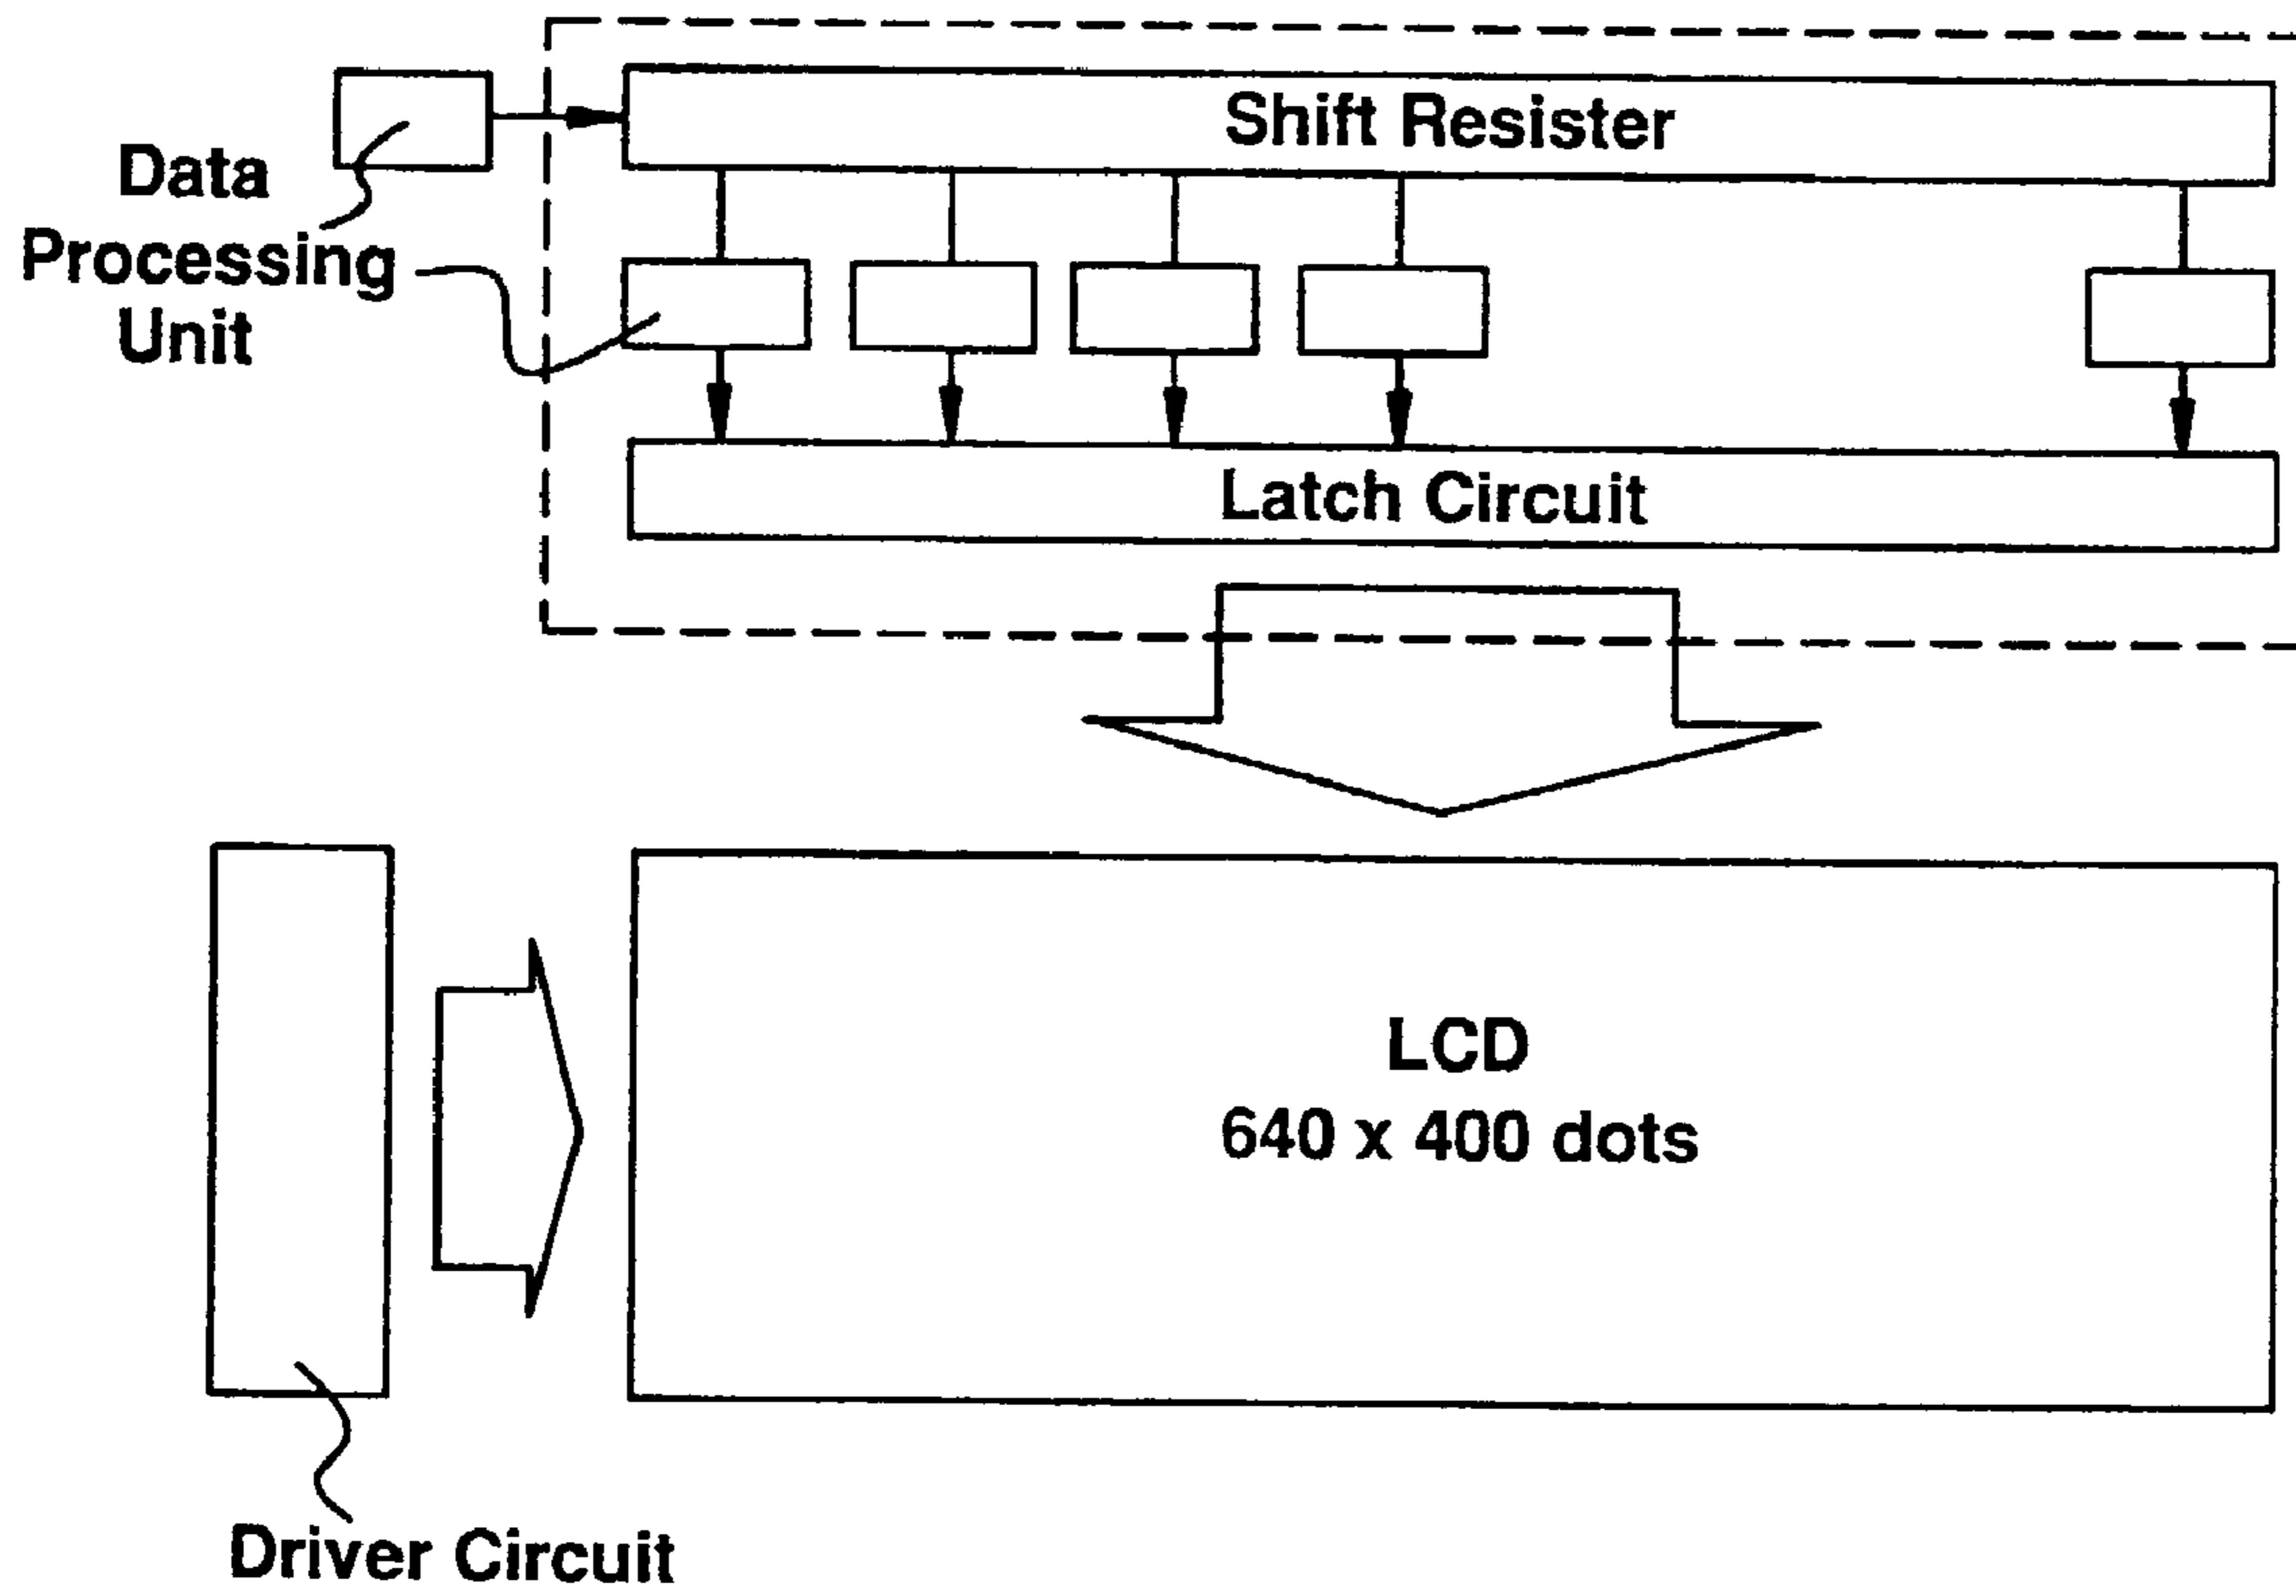 Shift Resister
Data
Processing
Unit
Latch Circuit
LCD
640 x 400 dots
Driver Circuit